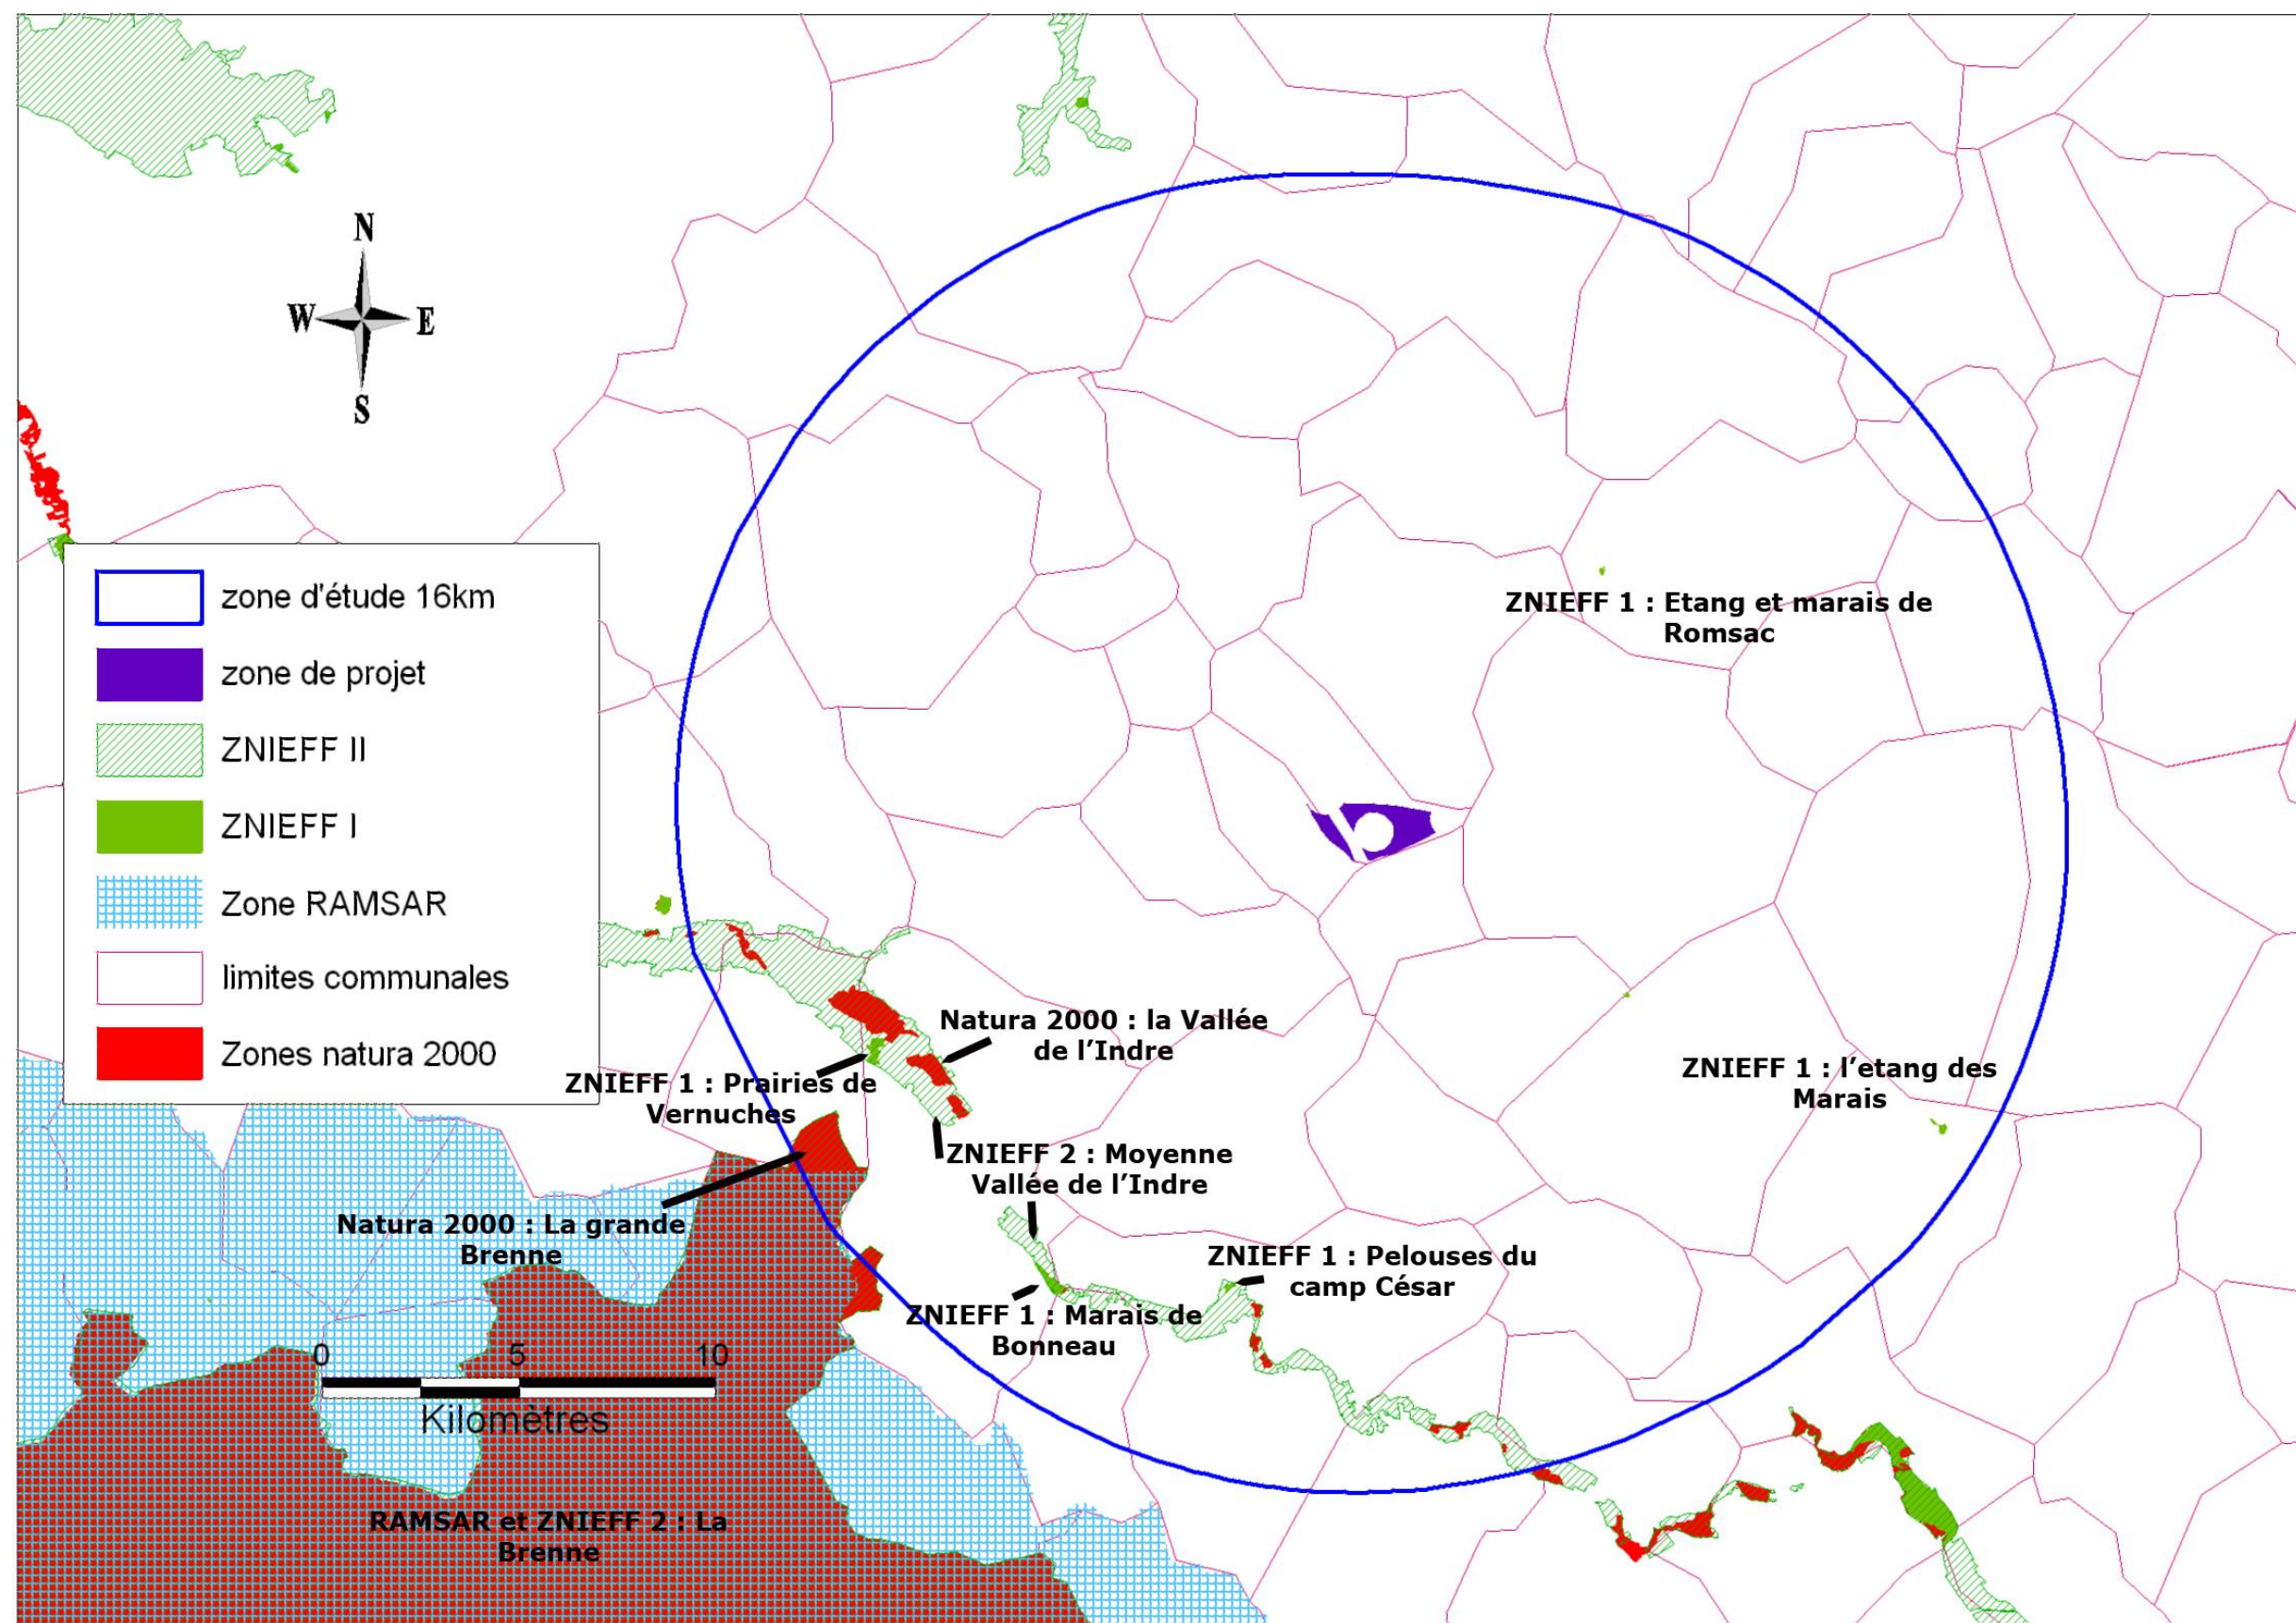 N
W
E
S
zone d'étude 16km
zone de projet
ZNIEFF II
ZNIEFF I
Zone RAMSAR
limites communales
Zones natura 2000
ZNIEFF 1 : Etang et marais de
Romsac
Natura 2000 : la Vallée
de l’Indre
ZNIEFF 1 : Prairies de
Vernuches
ZNIEFF 1 : l’etang des
Marais
ZNIEFF 2 : Moyenne
Vallée de l’Indre
Natura 2000 : La grande
Brenne
ZNIEFF 1 : Pelouses du
camp César
ZNIEFF 1 : Marais de
Bonneau
0 5 10
Kilomètres
RAMSAR et ZNIEFF 2 : La
Brenne